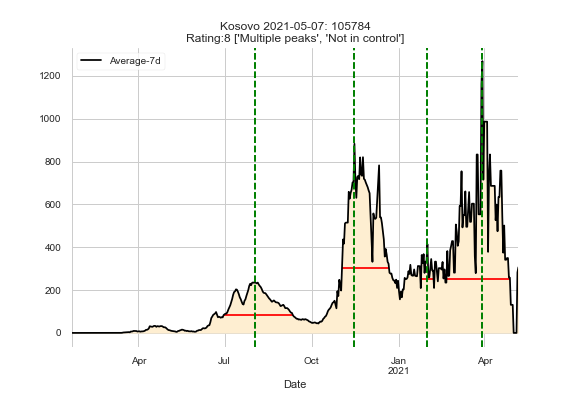 Kosovo 2021-05-07: 105784
Rating:8 ['Multiple peaks', 'Not in control']
Average-7d
1200
1000
800
600
400
200
0
Apr
Jul
Oct
Jan
2021
Apr
Date